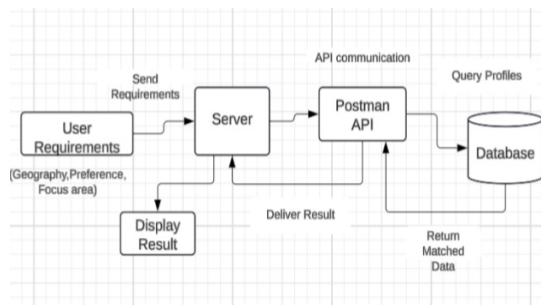 API communication
Send
Requirements
Query Profiles
User
Requirements
Server
Postman
API
Database
(Geography,Preference,
Focus area)
Display
Result
Deliver Result
Return
Matched
Data